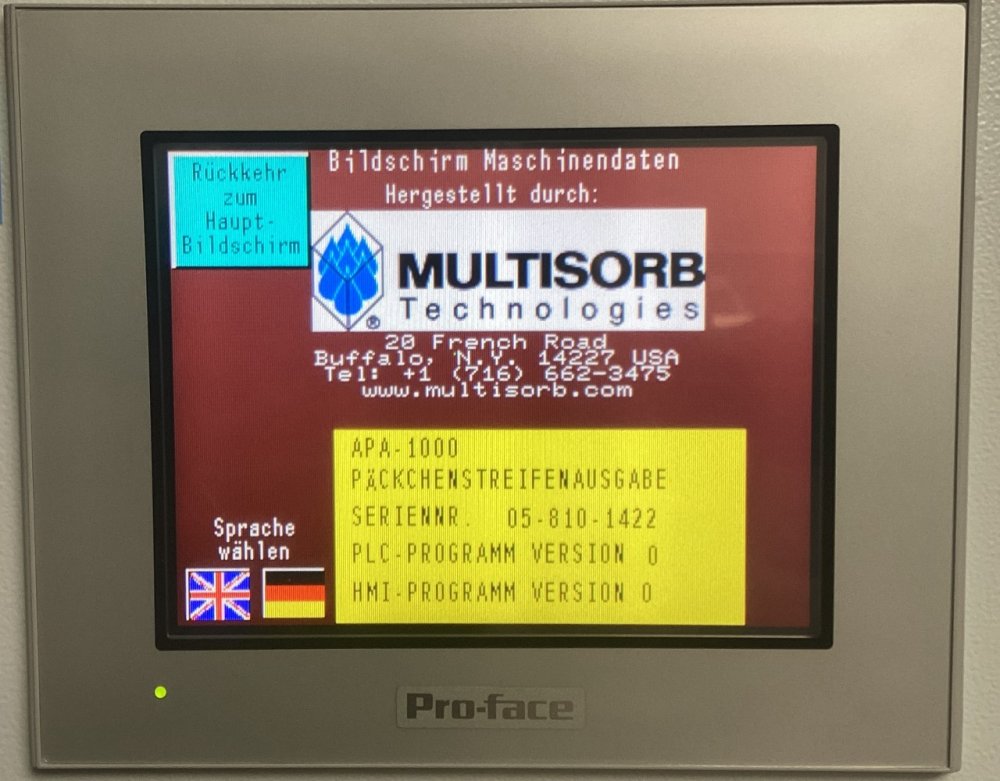 Rückkehr
zum
Haupt-
Bildschirm
Bildschirm Maschinendaten
Hergestellt durch:
MULTISORB
Technologies
®
20 French Road
Buffalo, N.Y. 14227 USA
Tel: +1 (716) 662-3475
www.multisorb.com
APA-1000
PÄCKCHENSTREIFENAUSGABE
SERIENNR. 05-810-1422
PLC-PROGRAMM VERSION 0
HMI-PROGRAMM VERSION 0
Sprache
wählen
Pro-face